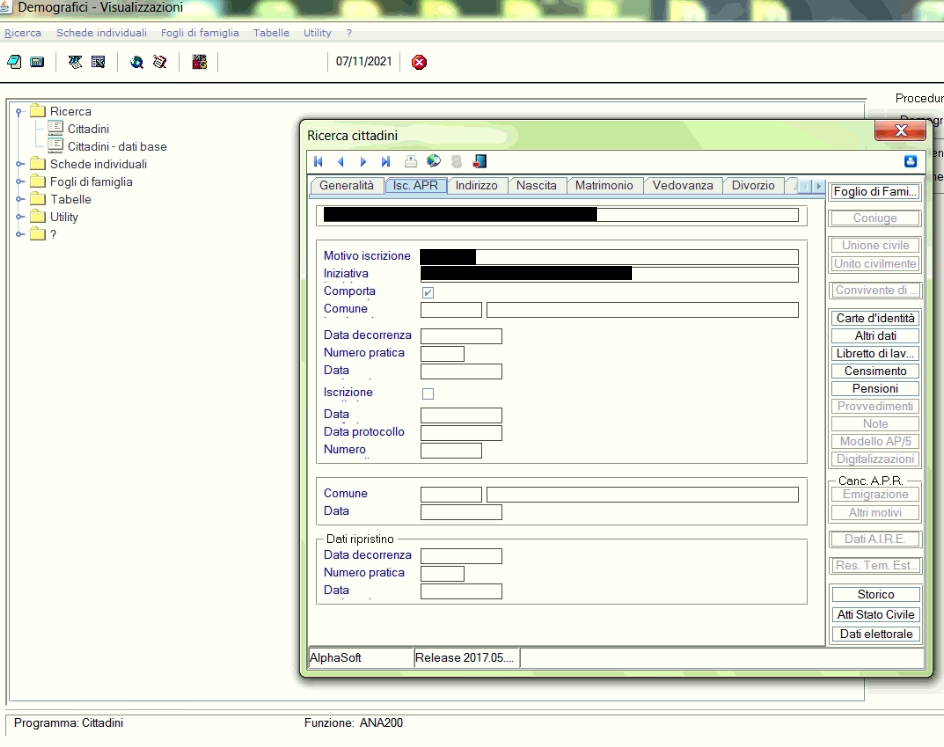 Demografici - Visualizzazioni
Ricerca Schede individuali Fogli di famiglia Tabelle Utility ?
07/11/2021
Procedur
Ricerca
Cittadini
Cittadini - dati base
Schede individuali
Fogli di famiglia
Tabelle
Utility
?
Ricerca cittadini
Generalità Isc. APR Indirizzo Nascita Matrimonio Vedovanza Divorzio
Motivo iscrizione
Iniziativa
Comporta
Comune
Data decorrenza
Numero pratica
Data
Iscrizione
Data
Data protocollo
Numero
Comune
Data
Dati ripristino
Data decorrenza
Numero pratica
Data
Foglio di Fami...
Coniuge
Unione civile
Unito civilmente
Convivente di ...
Carte d'identità
Altri dati
Libretto di lav...
Censimento
Pensioni
Provvedimenti
Note
Modello AP/5
Digitalizzazioni
Canc. A.P.R.
Emigrazione
Altri motivi
Dati A.I.R.E.
Res. Tem. Est...
Storico
Atti Stato Civile
Dati elettorale
AlphaSoft Release 2017.05....
Programma: Cittadini Funzione: ANA200